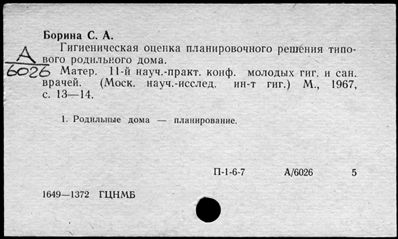 Борина С. А.
Гигиеническая оценка планировочного решения типо-
А
6026
вого родильного дома.
Матер. 11-й науч.-практ. конф. молодых гиг. и сан.
врачей. (Моск. науч.-исслед. ин-т гиг.) М., 1967,
с. 13—14.
1. Родильные дома — планирование.
П-1-6-7 А/6026 5
1649—1372 ГЦНМБ